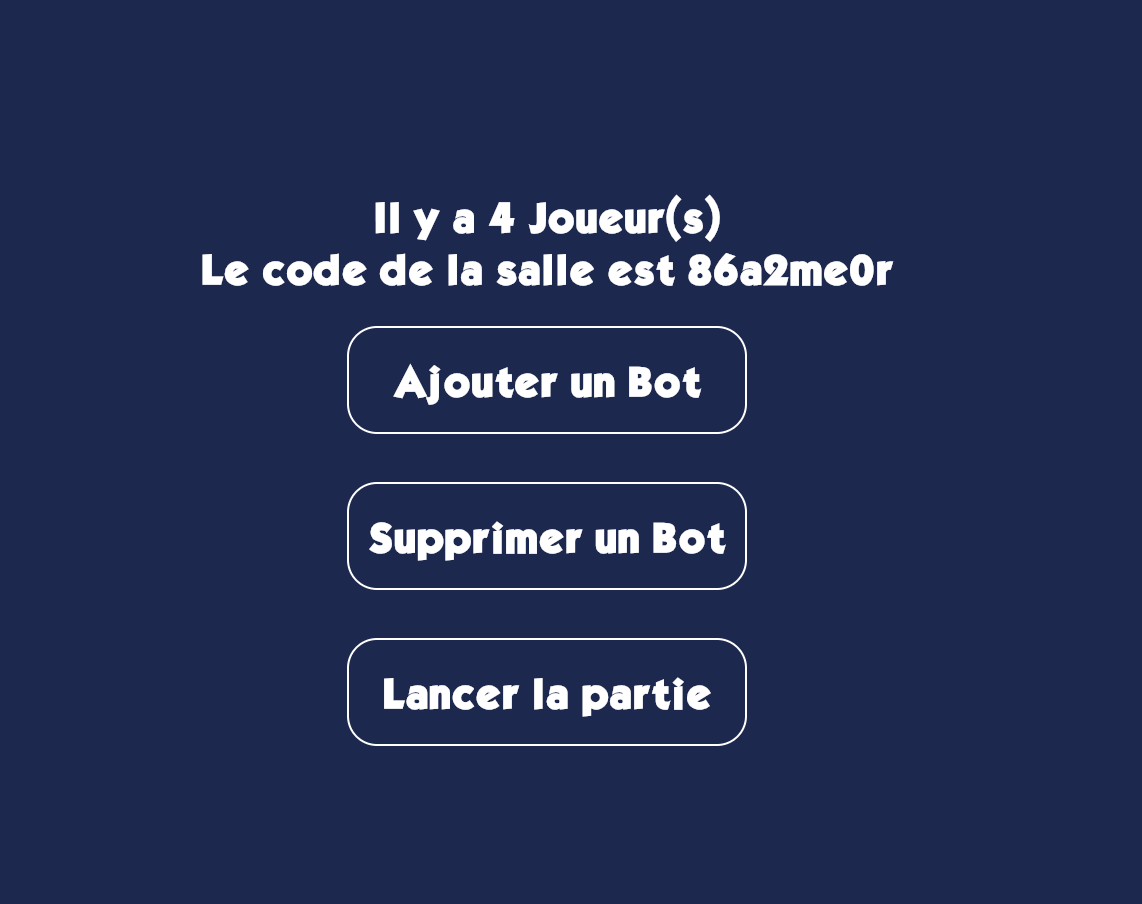 Il y a 4 Joueur(s)
Le code de la salle est 86a2me0r
Ajouter un Bot
Supprimer un Bot
Lancer la partie